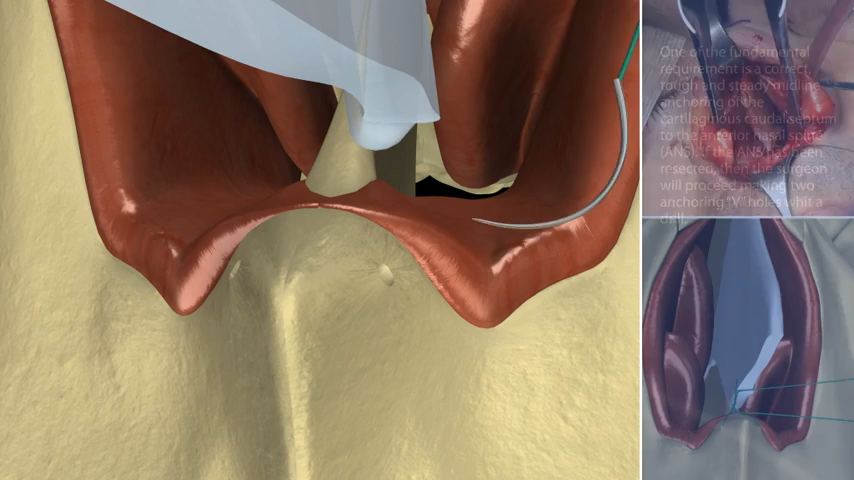 One of the fundamental
requirement is a correct,
tough and steady midline
anchoring of the
cartilaginous caudal septum
to the anterior nasal spine
(ANS). If the ANS has been
resected, then the surgeon
will proceed making two
anchoring "V" holes whit a
drill.